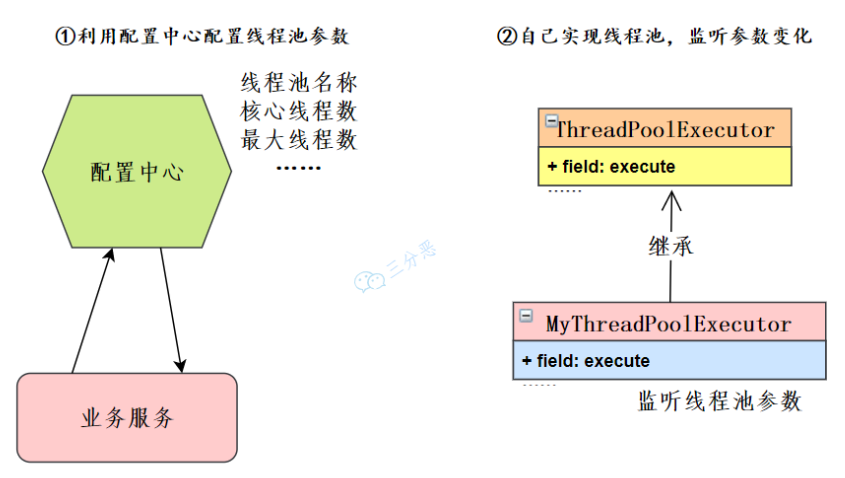 ①利用配置中心配置线程池参数
线程池名称
核心线程数
最大线程数
······
配置中心
业务服务
三分恶
②自己实现线程池，监听参数变化
ThreadPoolExecutor
+ field: execute
······
继承
MyThreadPoolExecutor
+ field: execute
······
监听线程池参数